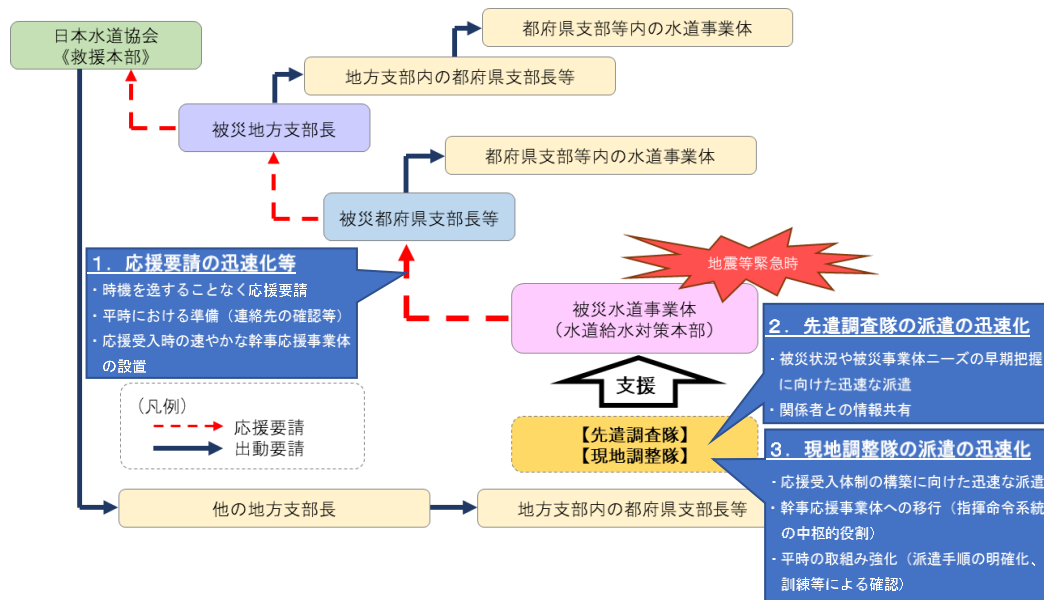 日本水道協会
《救援本部》
都府県支部等内の水道事業体
地方支部内の都府県支部長等
被災地方支部長
都府県支部等内の水道事業体
被災都府県支部長等
地震等緊急時
1．応援要請の迅速化等
・時機を逸することなく応援要請
・平時における準備（連絡先の確認等）
・応援受入時の速やかな幹事応援事業体
の設置
被災水道事業体
（水道給水対策本部）
2．先遣調査隊の派遣の迅速化
・被災状況や被災事業体ニーズの早期把握
に向けた迅速な派遣
・関係者との情報共有
支援
（凡例）
応援要請
出動要請
【先遣調査隊】
【現地調整隊】
3．現地調整隊の派遣の迅速化
・応援受入体制の構築に向けた迅速な派遣
・幹事応援事業体への移行（指揮命令系統
の中枢的役割）
・平時の取組み強化（派遣手順の明確化、
訓練等による確認）
他の地方支部長
地方支部内の都府県支部長等